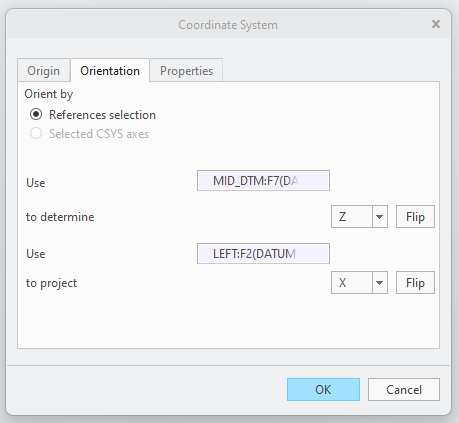 Coordinate System
Origin Orientation Properties
Orient by
References selection
Selected CSYS axes
Use MID_DTM:F7(DA
to determine Z Flip
Use LEFT:F2(DATUM
to project X Flip
OK Cancel